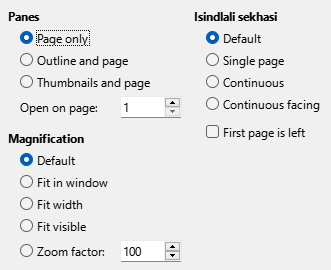 Panes
Page only
Outline and page
Thumbnails and page
Open on page: 1
Magnification
Default
Fit in window
Fit width
Fit visible
Zoom factor: 100
Isindlali sekhasi
Default
Single page
Continuous
Continuous facing
First page is left